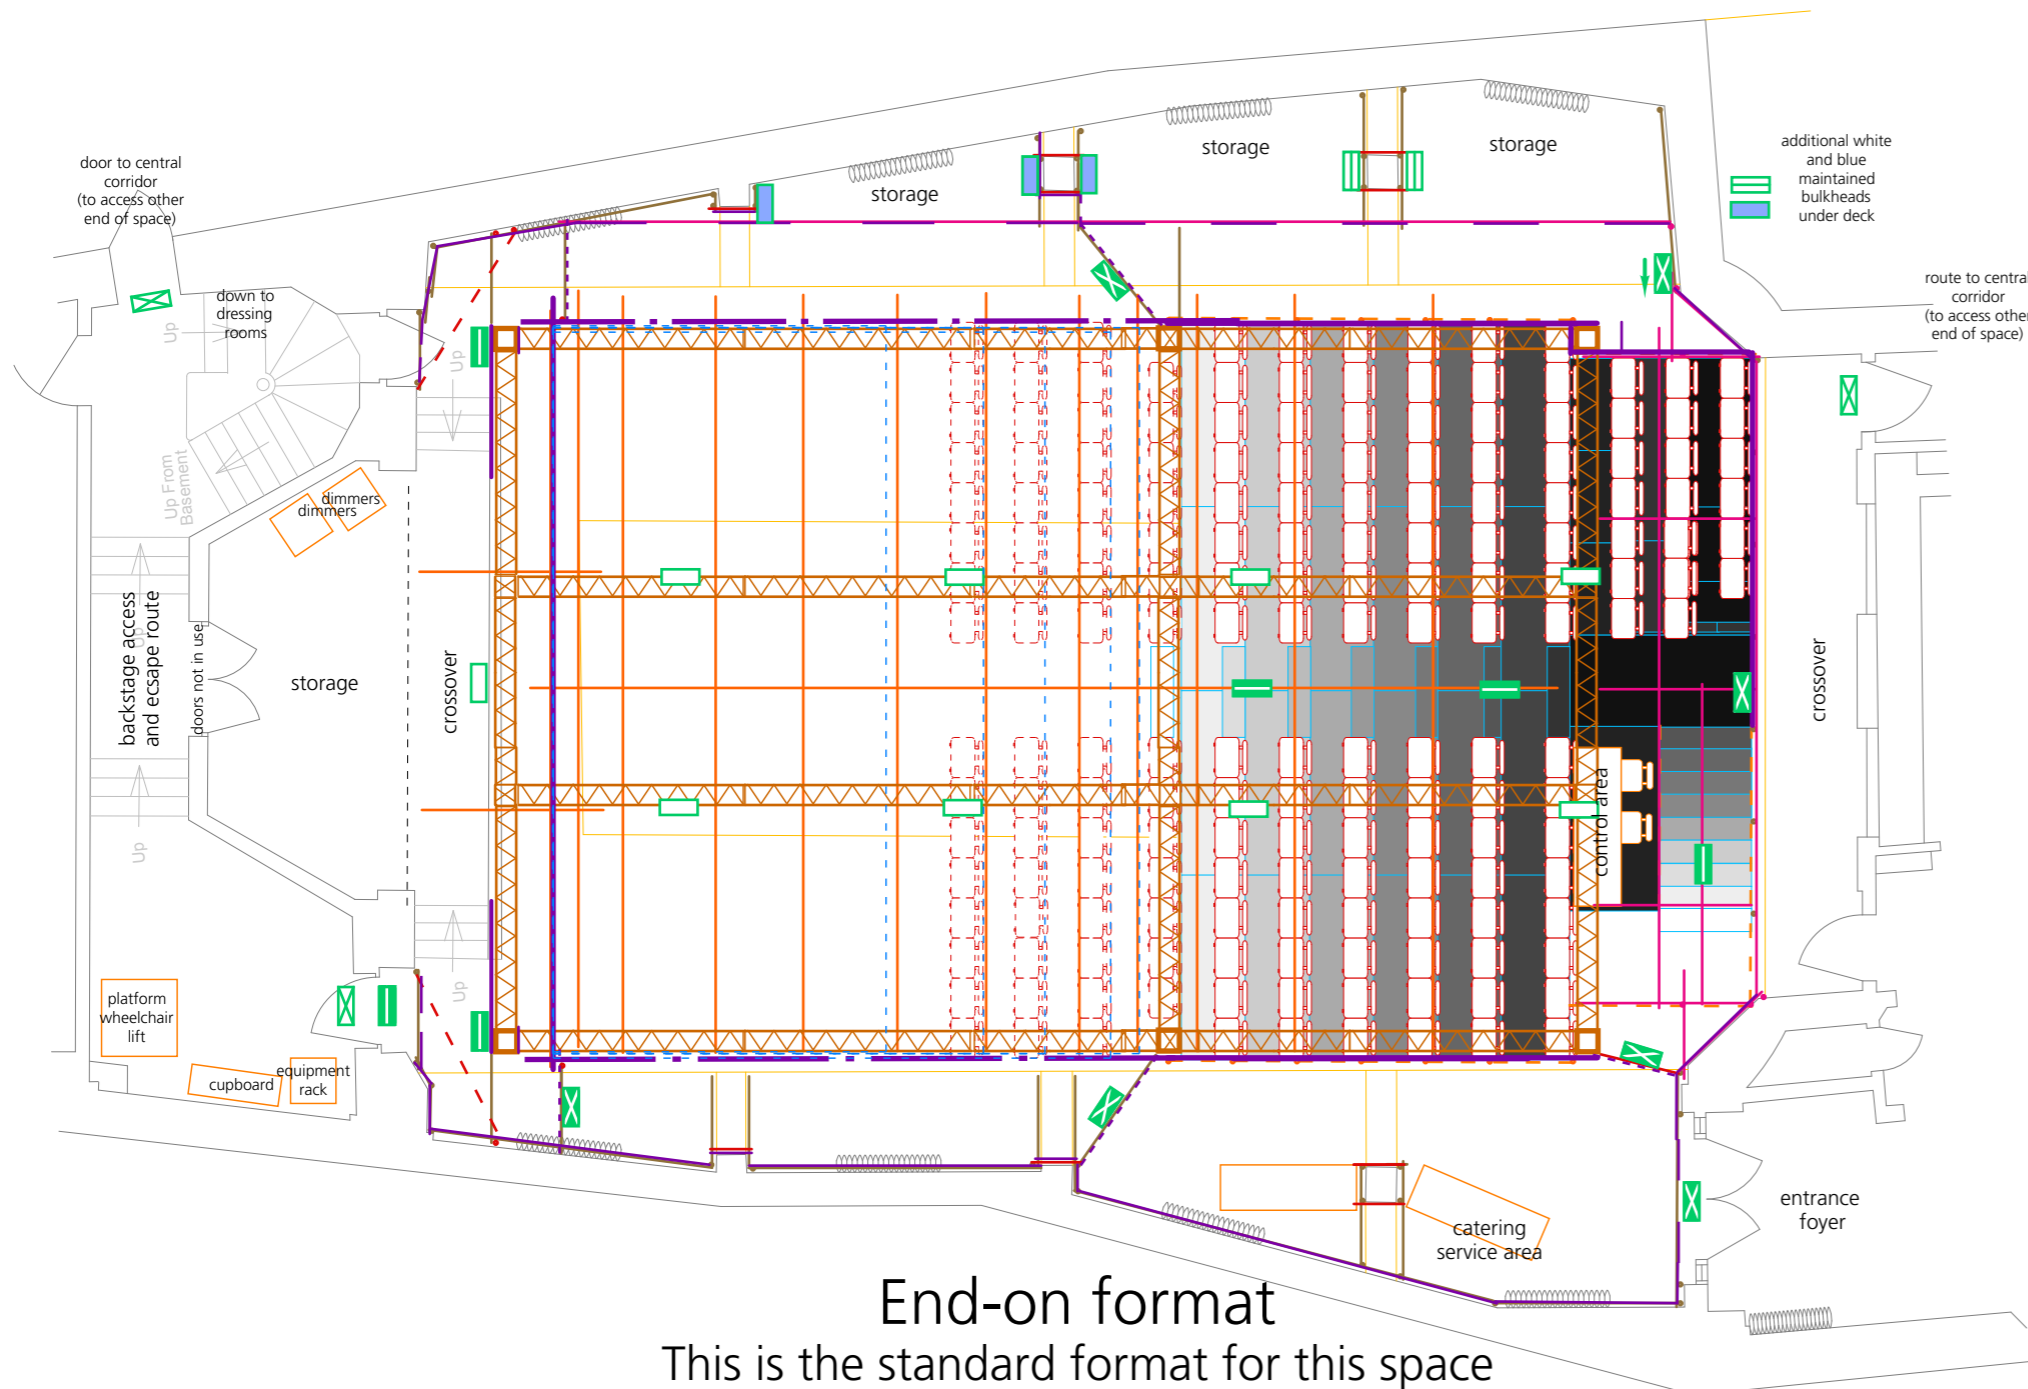 door to central
corridor
(to access other
end of space)
down to
dressing
rooms
Up
Up
Up From
Basement
dimmers
dimmers
backstage access
and ecsape route
Up
doors not in use
storage
crossover
Up
Up
platform
wheelchair
lift
cupboard
equipment
rack
storage
storage
storage
additional white
and blue
maintained
bulkheads
under deck
route to central
corridor
(to access other
end of space)
control area
crossover
entrance
foyer
catering
service area
End-on format
This is the standard format for this space